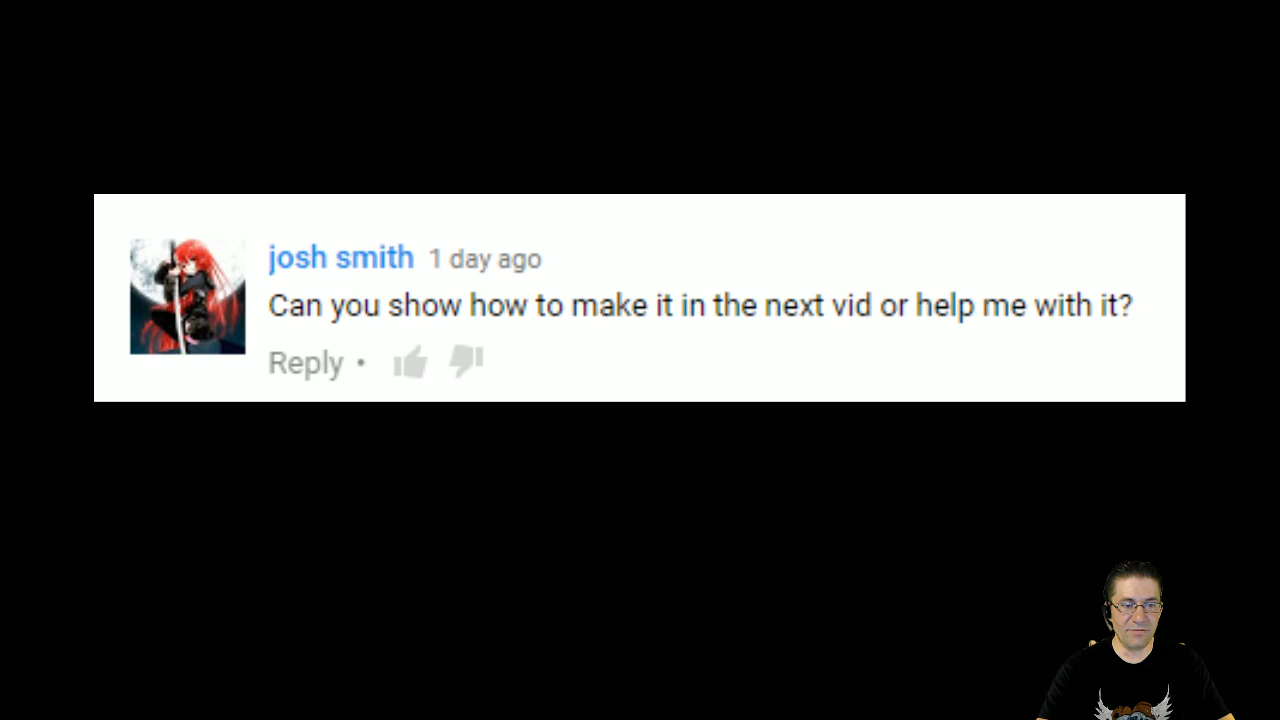 josh smith 1 day ago
Can you show how to make it in the next vid or help me with it?
Reply •